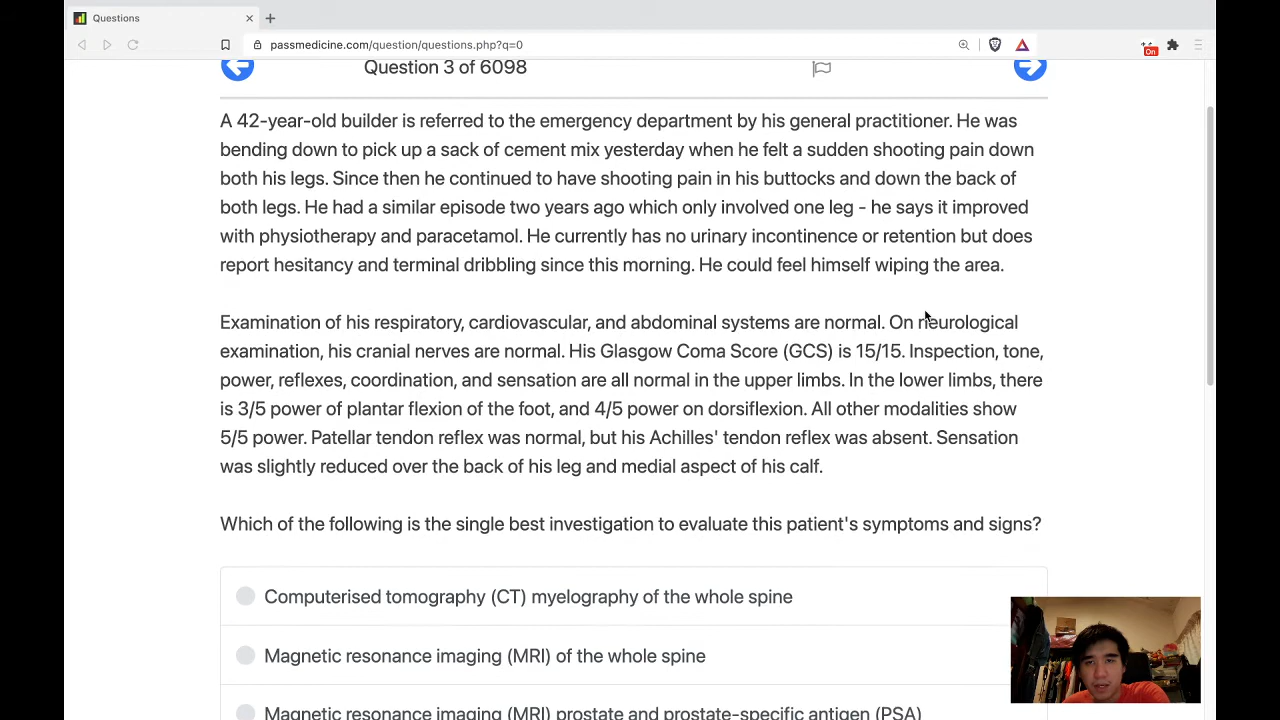 Questions
passmedicine.com/question/questions.php?q=0
On
Question 3 of 6098
A 42-year-old builder is referred to the emergency department by his general practitioner. He was
bending down to pick up a sack of cement mix yesterday when he felt a sudden shooting pain down
both his legs. Since then he continued to have shooting pain in his buttocks and down the back of
both legs. He had a similar episode two years ago which only involved one leg - he says it improved
with physiotherapy and paracetamol. He currently has no urinary incontinence or retention but does
report hesitancy and terminal dribbling since this morning. He could feel himself wiping the area.
Examination of his respiratory, cardiovascular, and abdominal systems are normal. On neurological
examination, his cranial nerves are normal. His Glasgow Coma Score (GCS) is 15/15. Inspection, tone,
power, reflexes, coordination, and sensation are all normal in the upper limbs. In the lower limbs, there
is 3/5 power of plantar flexion of the foot, and 4/5 power on dorsiflexion. All other modalities show
5/5 power. Patellar tendon reflex was normal, but his Achilles' tendon reflex was absent. Sensation
was slightly reduced over the back of his leg and medial aspect of his calf.
Which of the following is the single best investigation to evaluate this patient's symptoms and signs?
Computerised tomography (CT) myelography of the whole spine
Magnetic resonance imaging (MRI) of the whole spine
Magnetic resonance imaging (MRI) prostate and prostate-specific antigen (PSA)